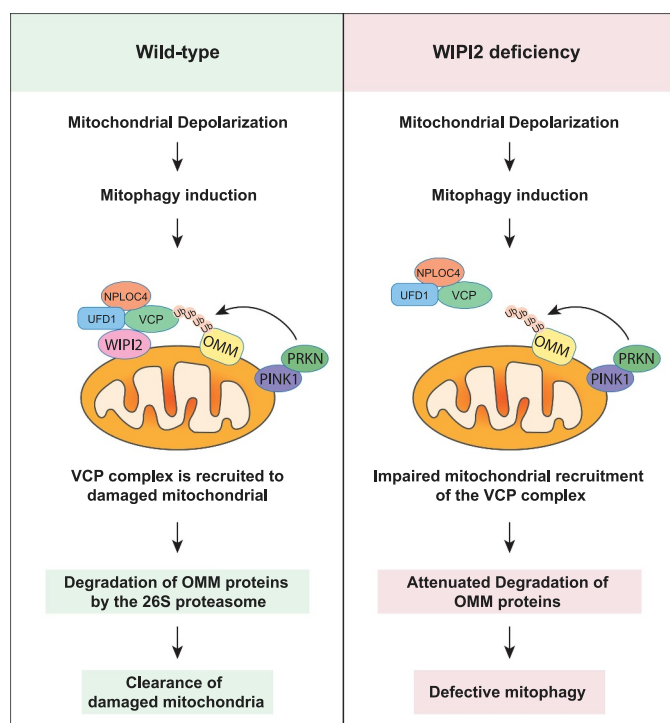 Wild-type
Mitochondrial Depolarization
Mitophagy induction
NPLOC4
UFD1
VCP
WIPI2
Ub
Ub
Ub
Ub
OMM
PRKN
PINK1
VCP complex is recruited to
damaged mitochondrial
Degradation of OMM proteins
by the 26S proteasome
Clearance of
damaged mitochondria
WIPI2 deficiency
Mitochondrial Depolarization
Mitophagy induction
NPLOC4
UFD1
VCP
Ub
Ub
Ub
Ub
OMM
PRKN
PINK1
Impaired mitochondrial recruitment
of the VCP complex
Attenuated Degradation of
OMM proteins
Defective mitophagy